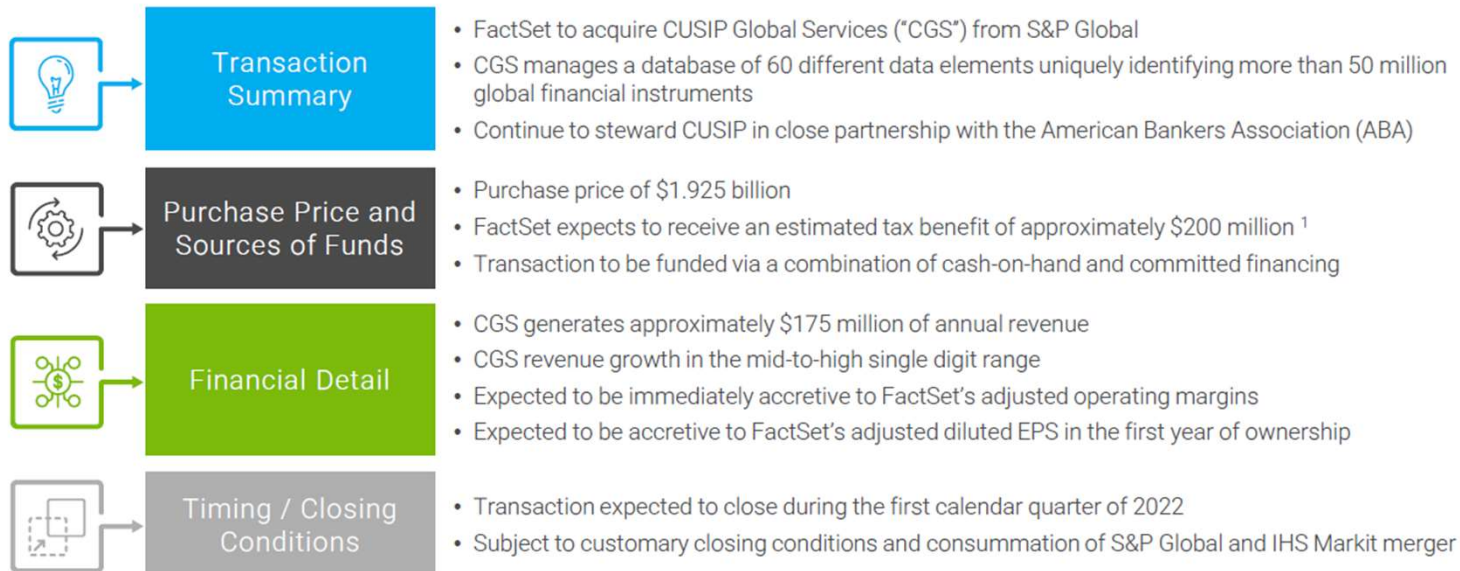 Transaction
Summary
• FactSet to acquire CUSIP Global Services (“CGS”) from S&P Global
• CGS manages a database of 60 different data elements uniquely identifying more than 50 million
global financial instruments
• Continue to steward CUSIP in close partnership with the American Bankers Association (ABA)
Purchase Price and
Sources of Funds
• Purchase price of $1.925 billion
• FactSet expects to receive an estimated tax benefit of approximately $200 million ¹
• Transaction to be funded via a combination of cash-on-hand and committed financing
$
Financial Detail
• CGS generates approximately $175 million of annual revenue
• CGS revenue growth in the mid-to-high single digit range
• Expected to be immediately accretive to FactSet’s adjusted operating margins
• Expected to be accretive to FactSet’s adjusted diluted EPS in the first year of ownership
Timing / Closing
Conditions
• Transaction expected to close during the first calendar quarter of 2022
• Subject to customary closing conditions and consummation of S&P Global and IHS Markit merger